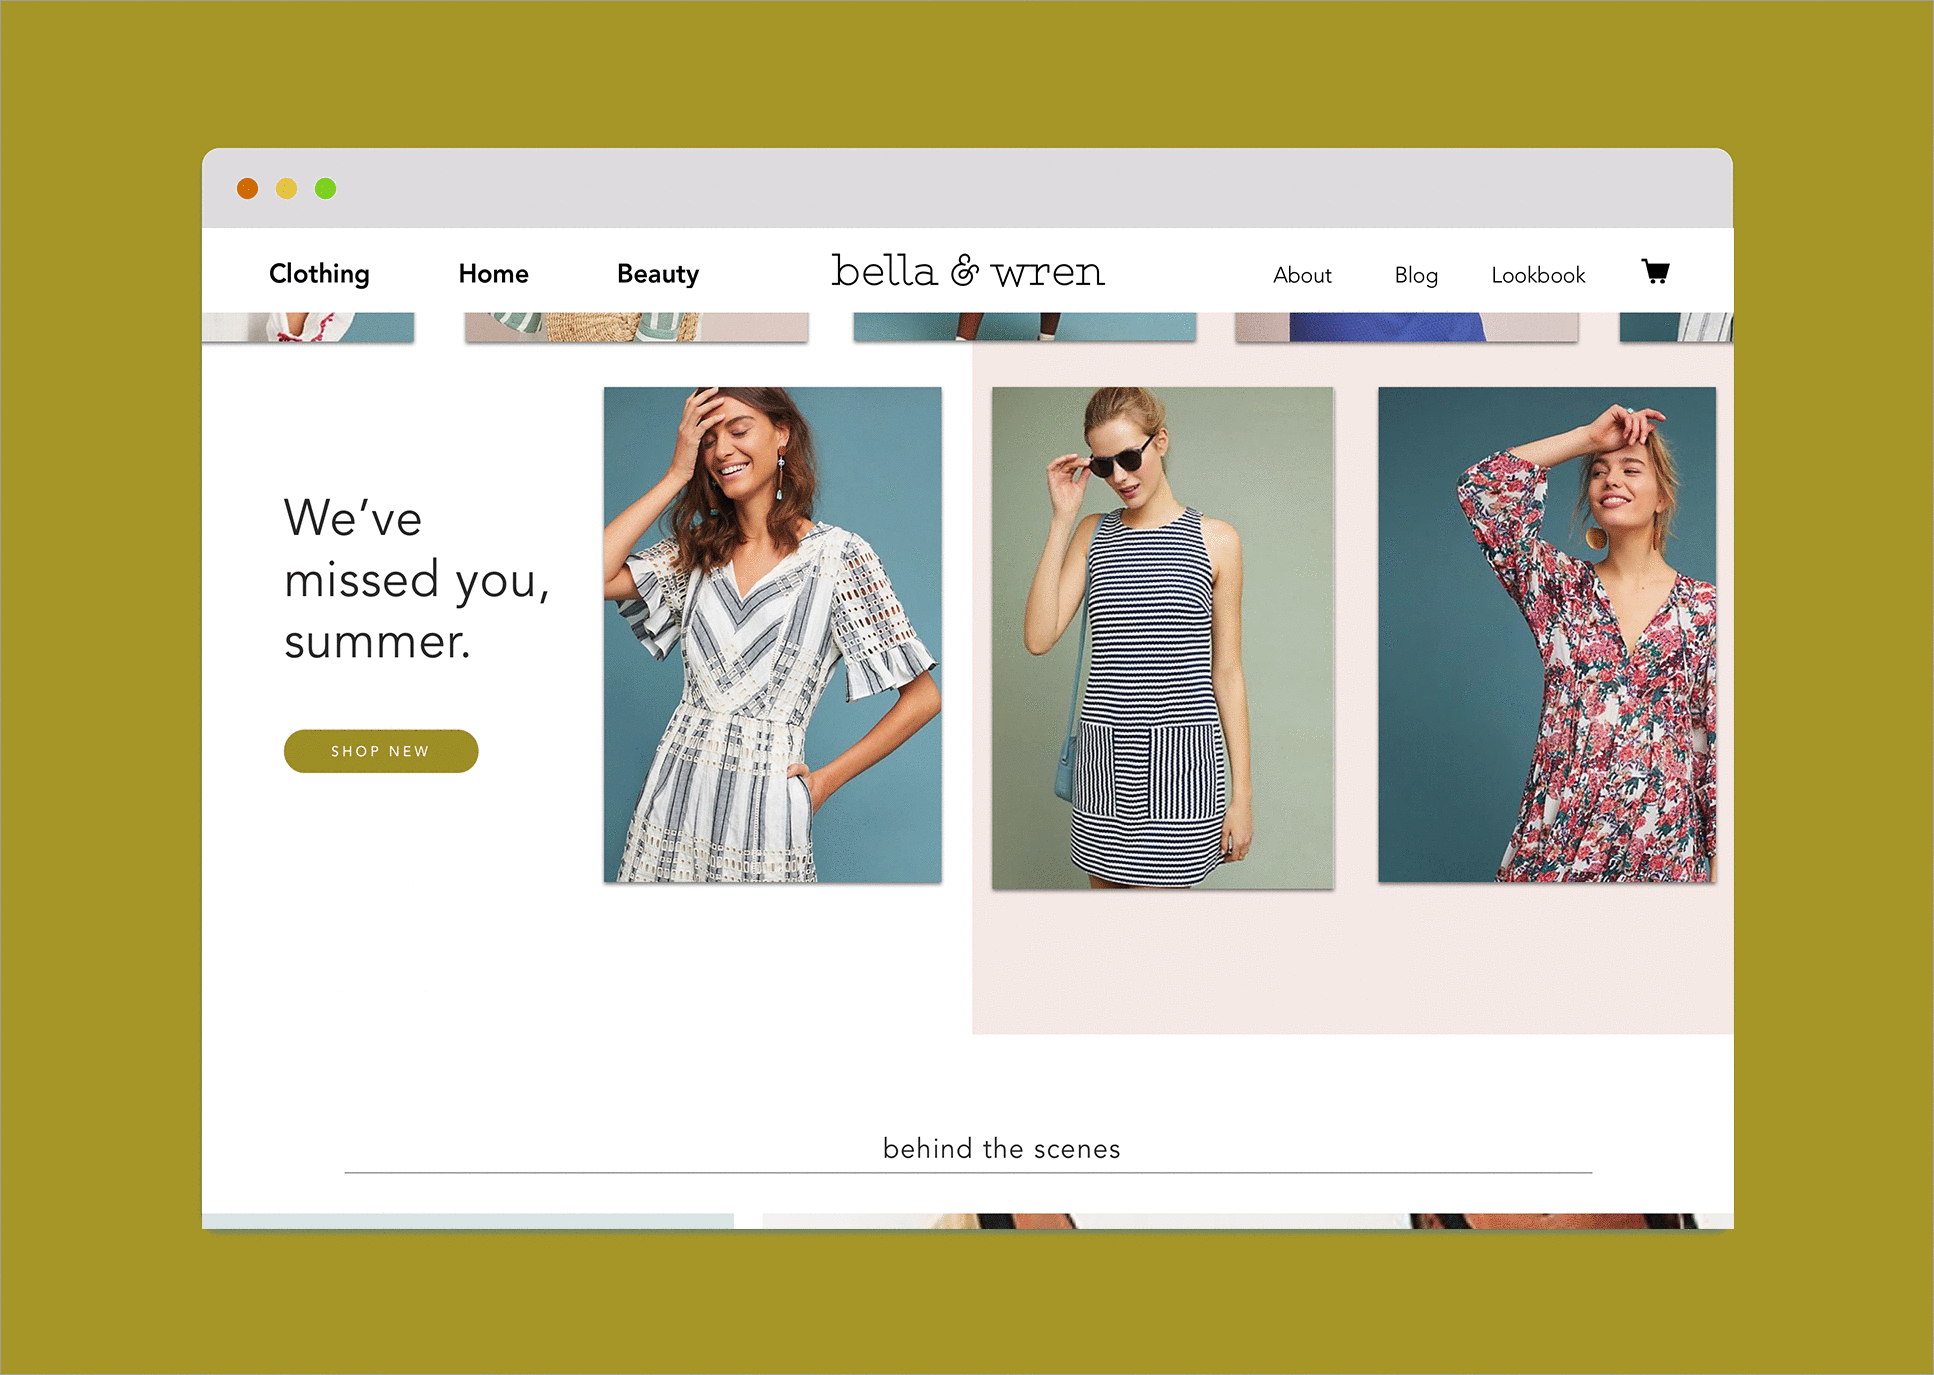 Clothing Home Beauty bella & wren About Blog Lookbook
We've
missed you,
summer.
SHOP NEW
behind the scenes